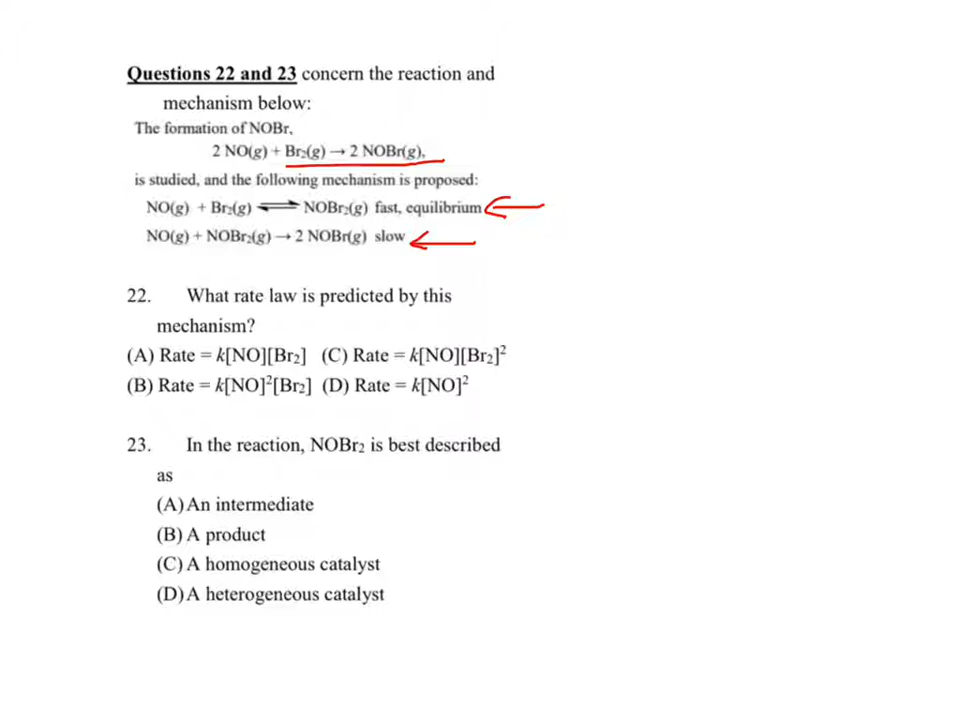 Questions 22 and 23 concern the reaction and
mechanism below:
The formation of NOBr,
2 NO(g) + Br₂(g) → 2 NOBr(g),
is studied, and the following mechanism is proposed:
NO(g) + Br₂(g) ⇌ NOBr₂(g) fast, equilibrium
NO(g) + NOBr₂(g) → 2 NOBr(g) slow
22. What rate law is predicted by this
mechanism?
(A) Rate = k[NO][Br₂] (C) Rate = k[NO][Br₂]²
(B) Rate = k[NO]²[Br₂] (D) Rate = k[NO]²
23. In the reaction, NOBr₂ is best described
as
(A) An intermediate
(B) A product
(C) A homogeneous catalyst
(D) A heterogeneous catalyst